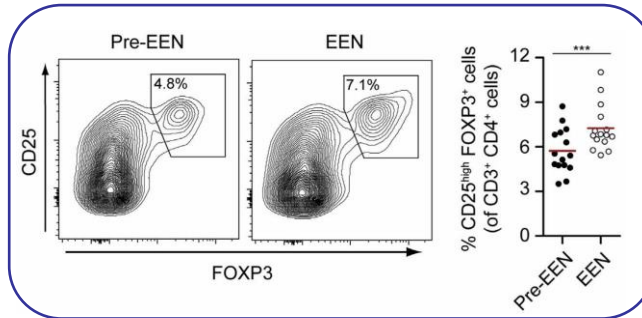 Pre-EEN
EEN
4.8%
7.1%
CD25
FOXP3
% CD25high FOXP3+ cells
(of CD3+ CD4+ cells)
12
9
6
3
0
***
Pre-EEN
EEN